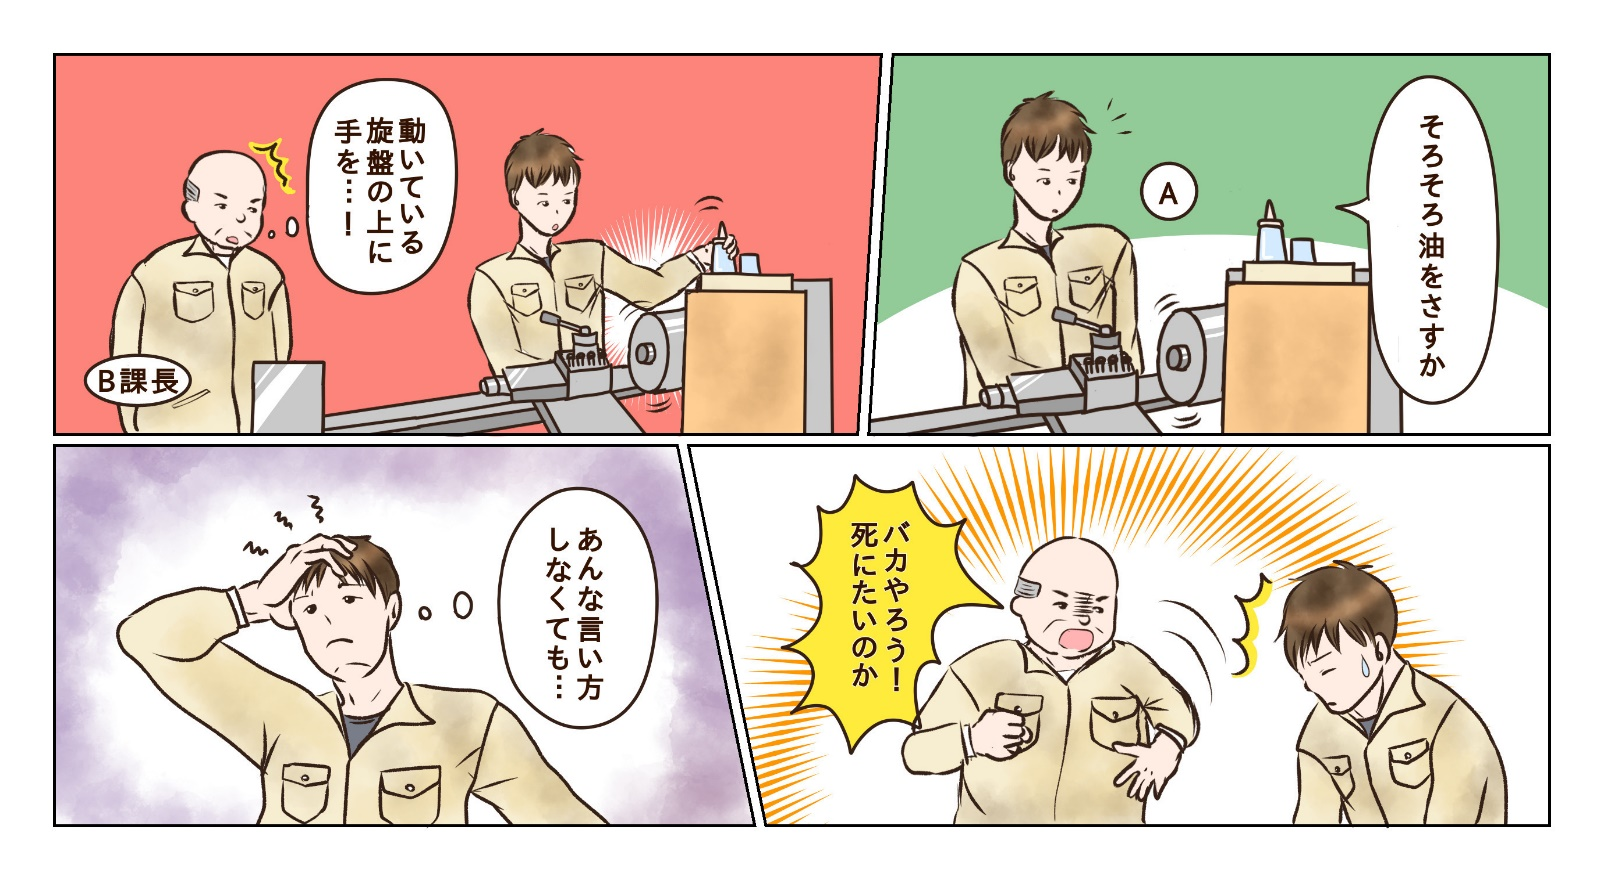 そろそろ油をさすか
A
動いている
旋盤の上に
手を…！
B課長
バカやろう！
死にたいのか
あんな言い方
しなくても…